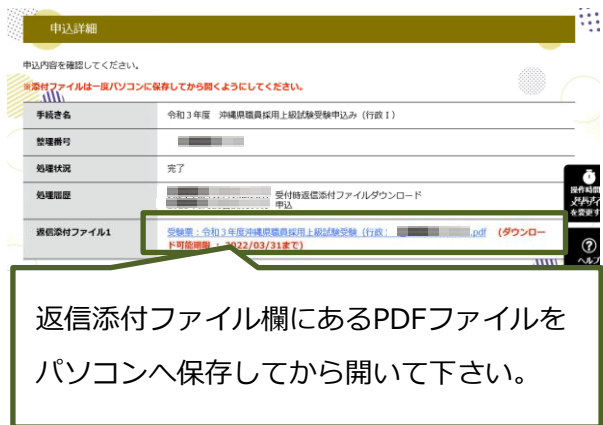 申込詳細
申込内容を確認してください。
※添付ファイルは一度パソコンに保存してから開くようにしてください。
手続き名 令和3年度 沖縄県職員採用上級試験受験申込み（行政Ⅰ）
整理番号
処理状況 完了
処理履歴 受付時返信添付ファイルダウンロード
申込
返信添付ファイル1 受験票：令和3年度沖縄県職員採用上級試験受験（行政 .pdf （ダウンロー
ド可能期限 ：2022/03/31まで）
操作時間
を変更す
ヘルプ
返信添付ファイル欄にあるPDFファイルを
パソコンへ保存してから開いて下さい。